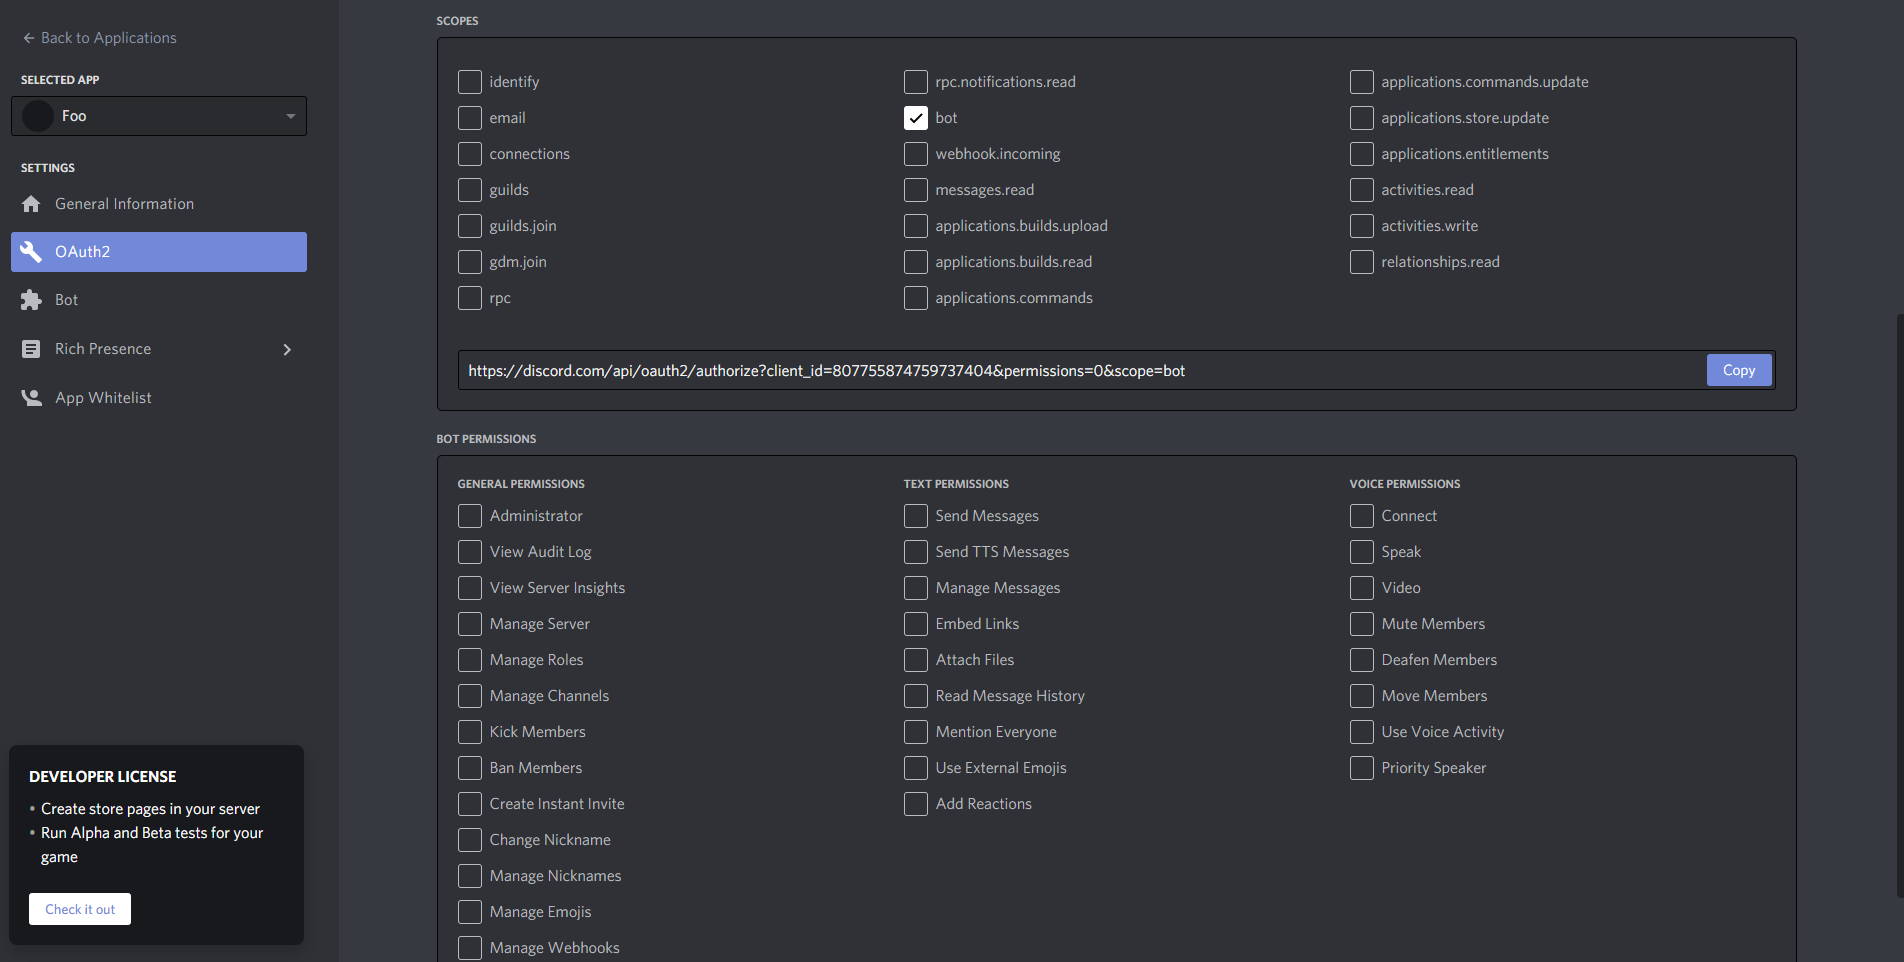 Back to Applications
SELECTED APP
Foo
SETTINGS
General Information
OAuth2
Bot
Rich Presence
App Whitelist
DEVELOPER LICENSE
• Create store pages in your server
• Run Alpha and Beta tests for your
game
Check it out
SCOPES
identify
email
connections
guilds
guilds.join
gdm.join
rpc
rpc.notifications.read
bot
webhook.incoming
messages.read
applications.builds.upload
applications.builds.read
applications.commands
applications.commands.update
applications.store.update
applications.entitlements
activities.read
activities.write
relationships.read
https://discord.com/api/oauth2/authorize?client_id=807755874759737404&permissions=0&scope=bot
Copy
BOT PERMISSIONS
GENERAL PERMISSIONS
Administrator
View Audit Log
View Server Insights
Manage Server
Manage Roles
Manage Channels
Kick Members
Ban Members
Create Instant Invite
Change Nickname
Manage Nicknames
Manage Emojis
Manage Webhooks
TEXT PERMISSIONS
Send Messages
Send TTS Messages
Manage Messages
Embed Links
Attach Files
Read Message History
Mention Everyone
Use External Emojis
Add Reactions
VOICE PERMISSIONS
Connect
Speak
Video
Mute Members
Deafen Members
Move Members
Use Voice Activity
Priority Speaker